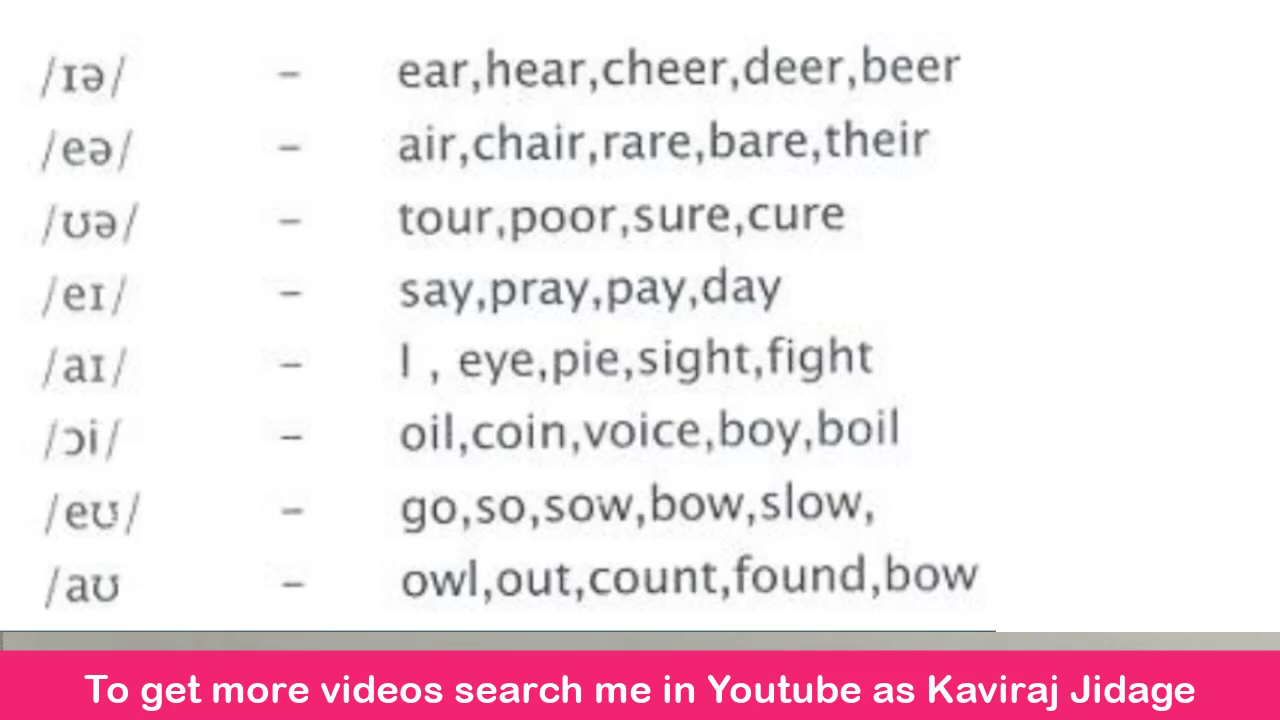 /ɪə/ – ear,hear,cheer,deer,beer
/eə/ – air,chair,rare,bare,their
/ʊə/ – tour,poor,sure,cure
/eɪ/ – say,pray,pay,day
/aɪ/ – I , eye,pie,sight,fight
/ɔi/ – oil,coin,voice,boy,boil
/eʊ/ – go,so,sow,bow,slow,
/aʊ – owl,out,count,found,bow
To get more videos search me in Youtube as Kaviraj Jidage